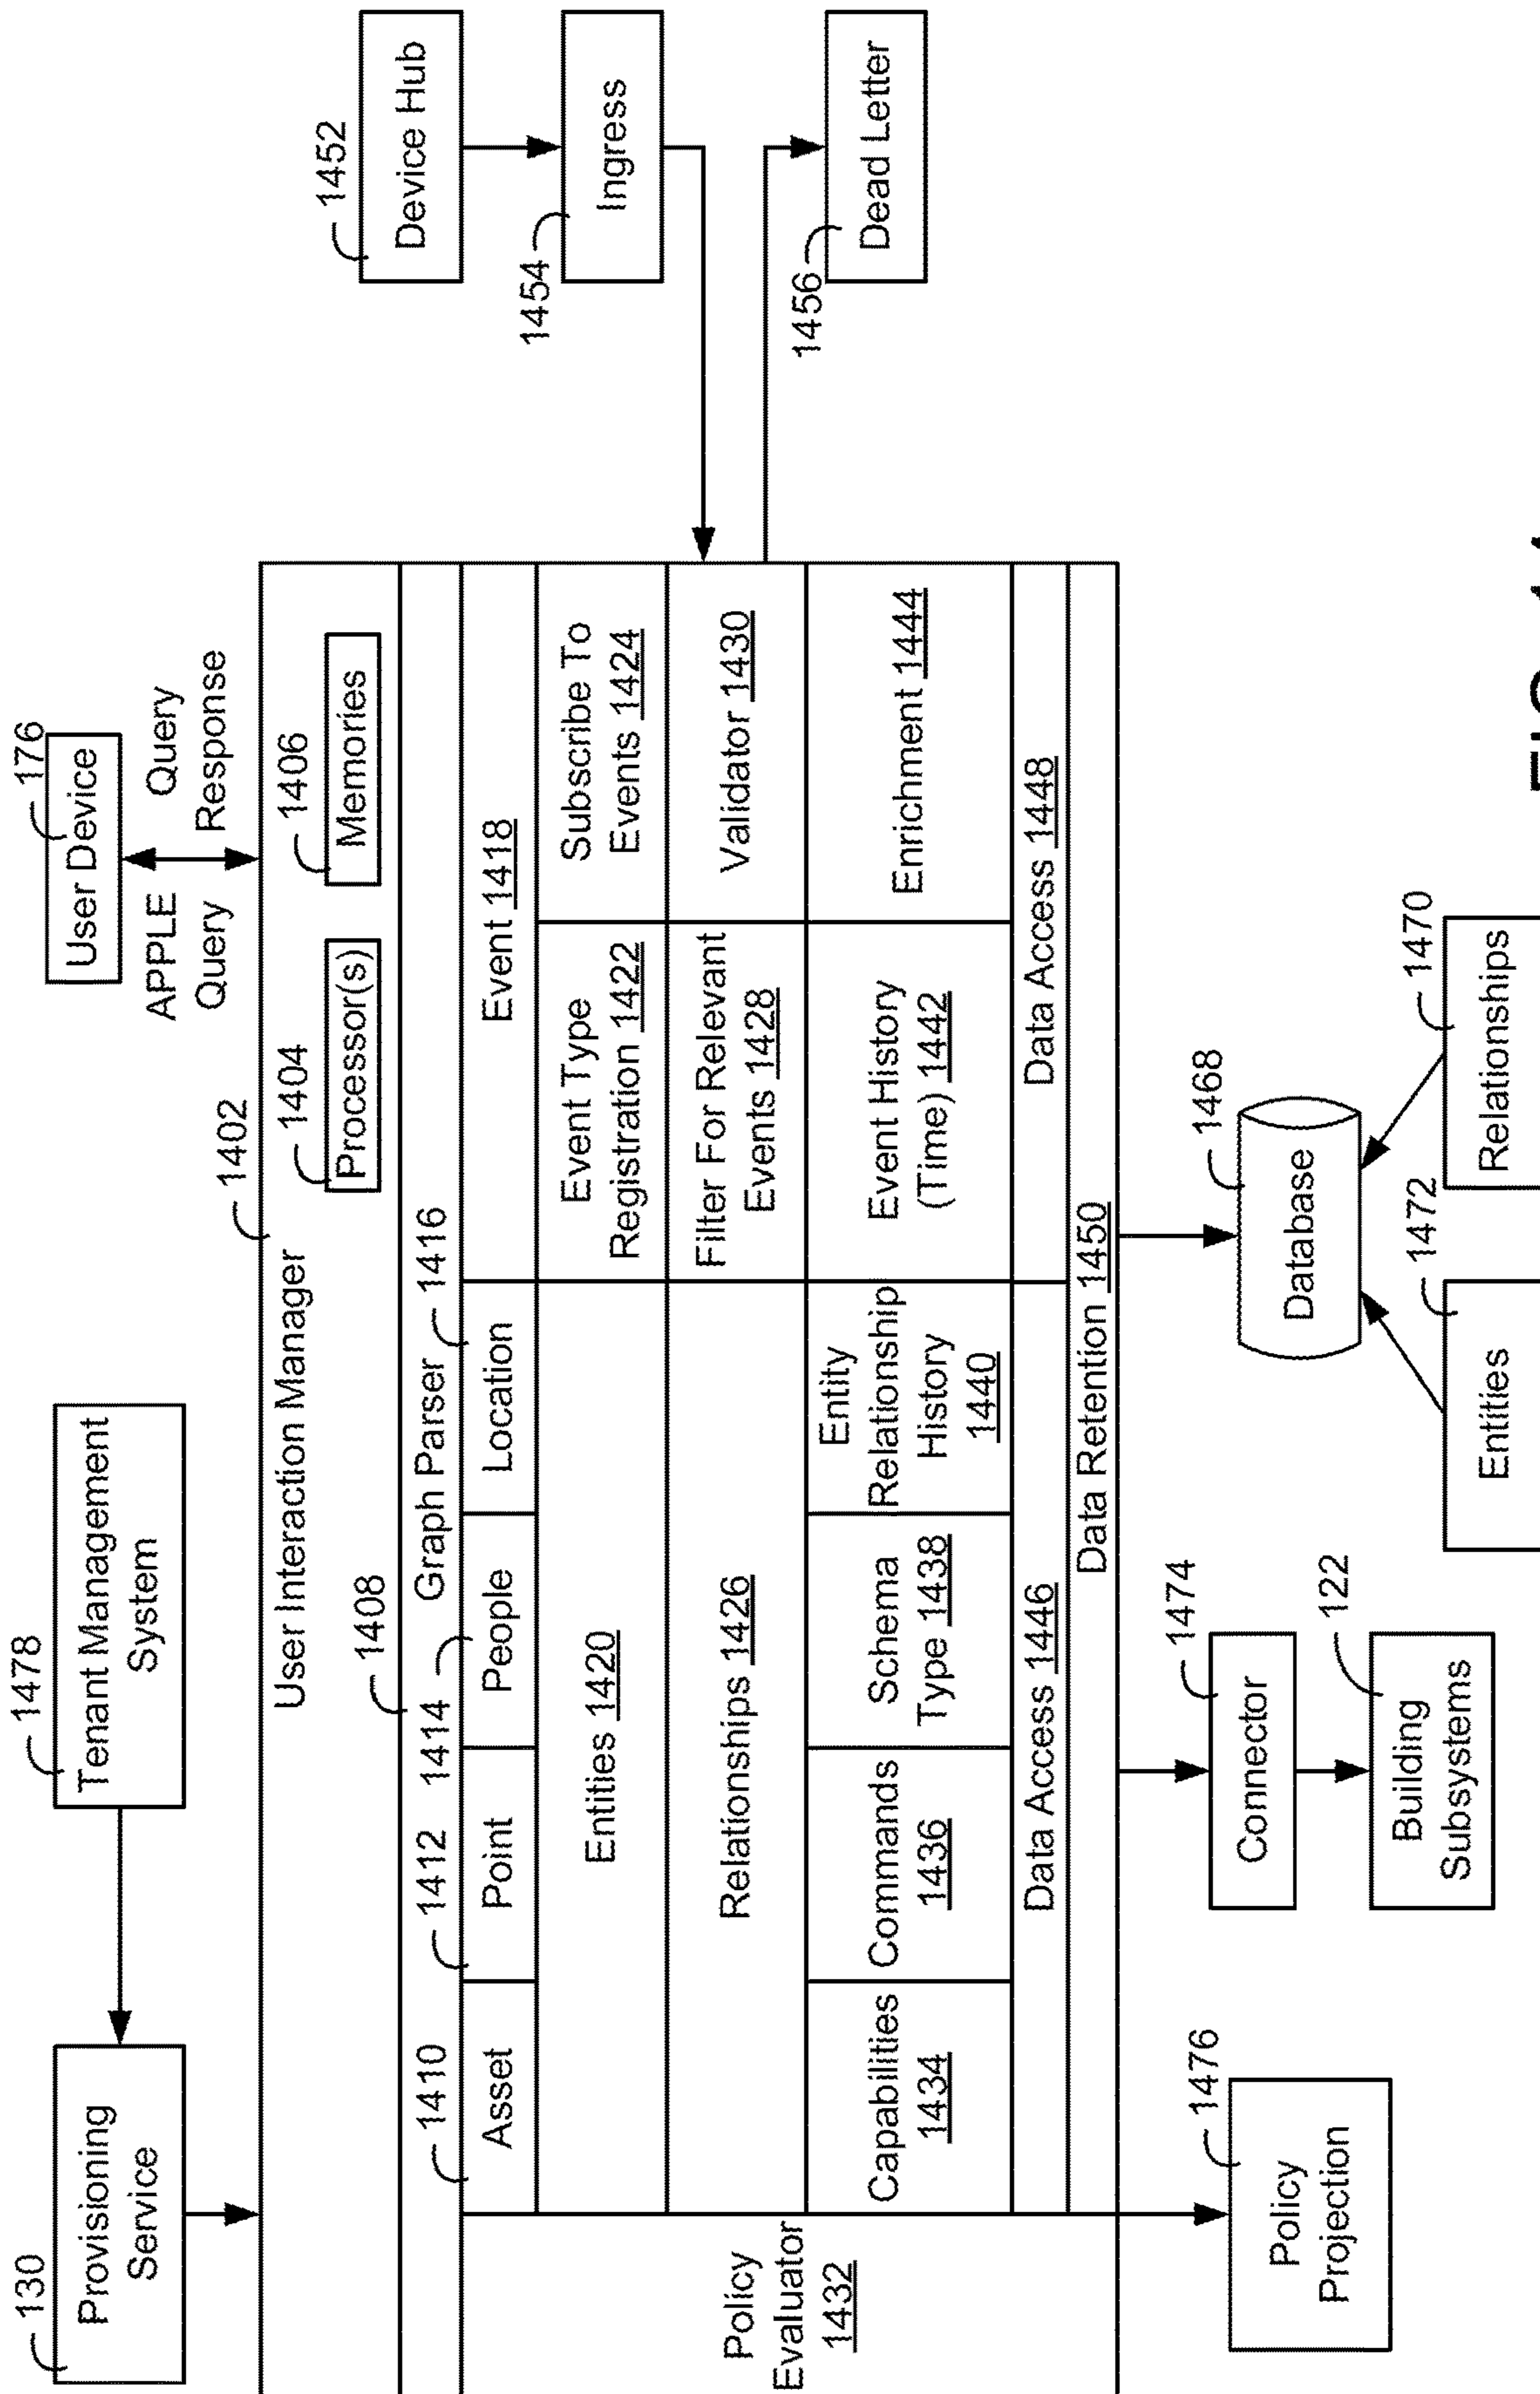 130
Provisioning
Service
1478
Tenant Management
System
176
User Device
APPLE
Query
Query
Response
1402
User Interaction Manager
1404
Processor(s)
1406
Memories
1408
Graph Parser
1410
Asset
1412
Point
1414
People
1416
Location
Event 1418
Entities 1420
Event Type
Registration 1422
Subscribe To
Events 1424
Relationships 1426
Filter For Relevant
Events 1428
Validator 1430
Policy
Evaluator
1432
Capabilities
1434
Commands
1436
Schema
Type 1438
Entity
Relationship
History
1440
Event History
(Time) 1442
Enrichment 1444
Data Access 1446
Data Access 1448
Data Retention 1450
1452
Device Hub
1454
Ingress
1456
Dead Letter
1476
Policy
Projection
1474
Connector
122
Building
Subsystems
1468
Database
1472
Entities
1470
Relationships